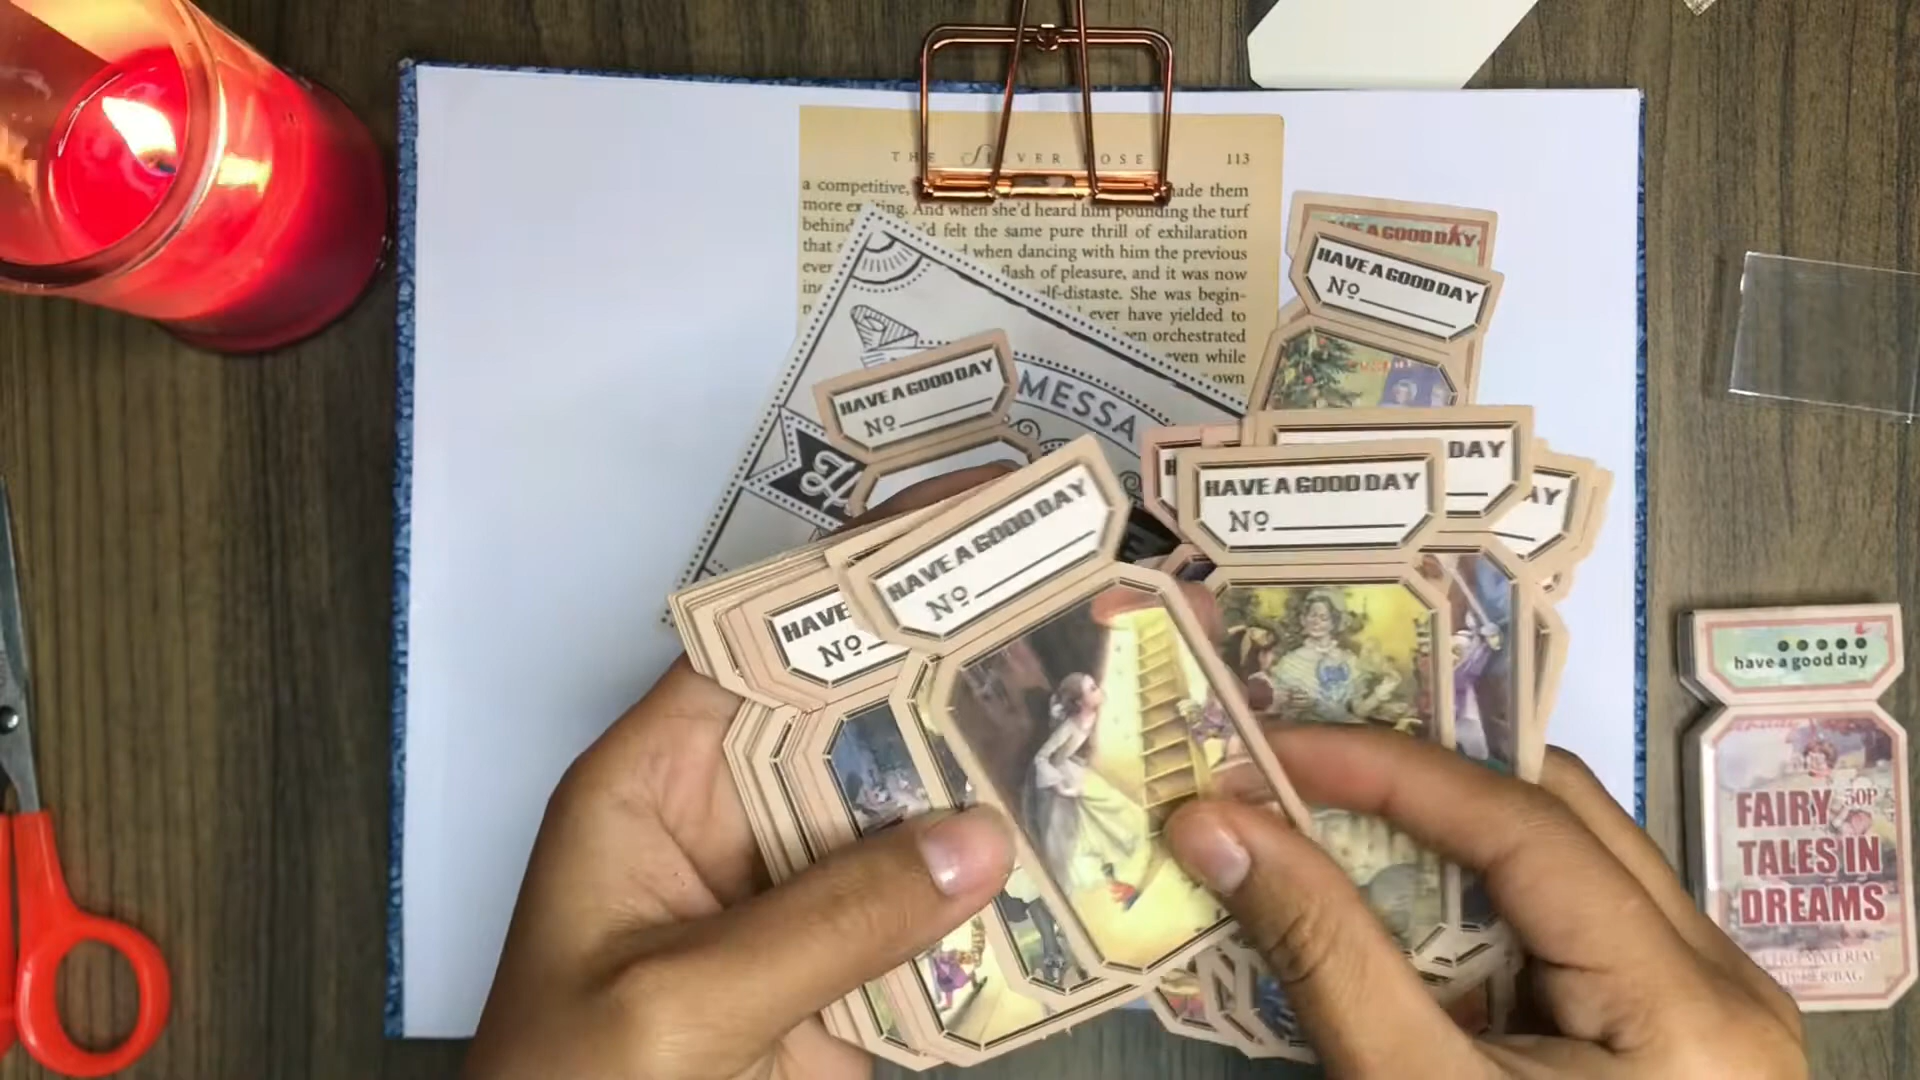 THE SILVER ROSE 113
a competitive, made them
more exciting. And when she'd heard him pounding the turf
behind 'd felt the same pure thrill of exhilaration
that when dancing with him the previous
flash of pleasure, and it was now
self-distaste. She was begin-
ever have yielded to
been orchestrated
even while
own
MESSA
HAVE A GOOD DAY
HAVE A GOOD DAY
Nº
HAVE A GOOD DAY
Nº
DAY
HAVE A GOOD DAY
Nº
AY
HAVE A GOOD DAY
Nº
HAVE
Nº
have a good day
FAIRY 50P
TALES IN
DREAMS